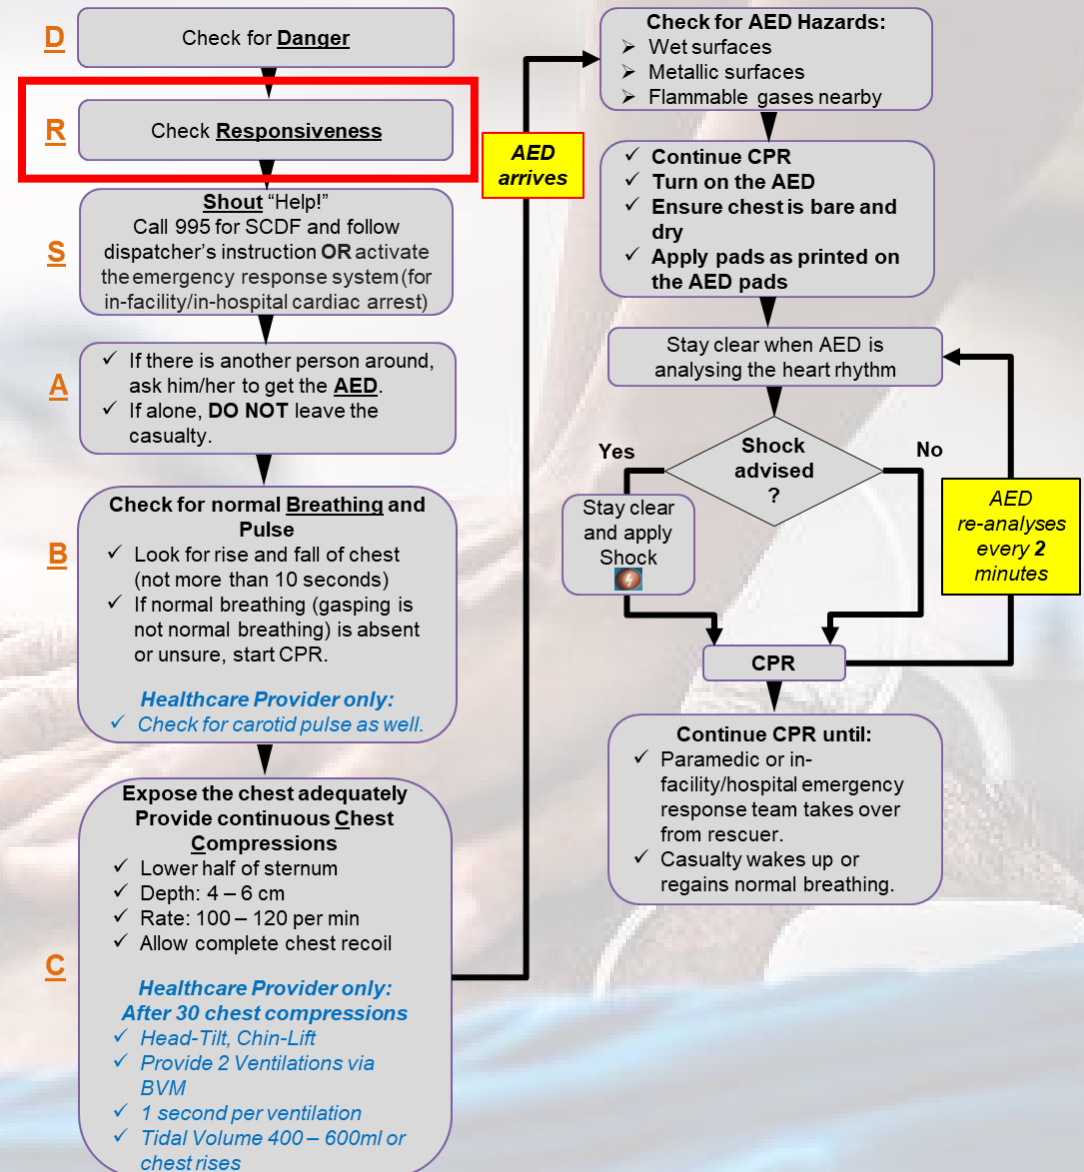 D
Check for Danger
R
Check Responsiveness
S
Shout “Help!”
Call 995 for SCDF and follow
dispatcher’s instruction OR activate
the emergency response system (for
in-facility/in-hospital cardiac arrest)
A
✓ If there is another person around,
ask him/her to get the AED.
✓ If alone, DO NOT leave the
casualty.
B
Check for normal Breathing and
Pulse
✓ Look for rise and fall of chest
(not more than 10 seconds)
✓ If normal breathing (gasping is
not normal breathing) is absent
or unsure, start CPR.
Healthcare Provider only:
✓ Check for carotid pulse as well.
C
Expose the chest adequately
Provide continuous Chest
Compressions
✓ Lower half of sternum
✓ Depth: 4 – 6 cm
✓ Rate: 100 – 120 per min
✓ Allow complete chest recoil
Healthcare Provider only:
After 30 chest compressions
✓ Head-Tilt, Chin-Lift
✓ Provide 2 Ventilations via
BVM
✓ 1 second per ventilation
✓ Tidal Volume 400 – 600ml or
chest rises
AED
arrives
Check for AED Hazards:
➢ Wet surfaces
➢ Metallic surfaces
➢ Flammable gases nearby
✓ Continue CPR
✓ Turn on the AED
✓ Ensure chest is bare and
dry
✓ Apply pads as printed on
the AED pads
Stay clear when AED is
analysing the heart rhythm
Shock
advised
?
Yes
No
Stay clear
and apply
Shock
AED
re-analyses
every 2
minutes
CPR
Continue CPR until:
✓ Paramedic or in-
facility/hospital emergency
response team takes over
from rescuer.
✓ Casualty wakes up or
regains normal breathing.